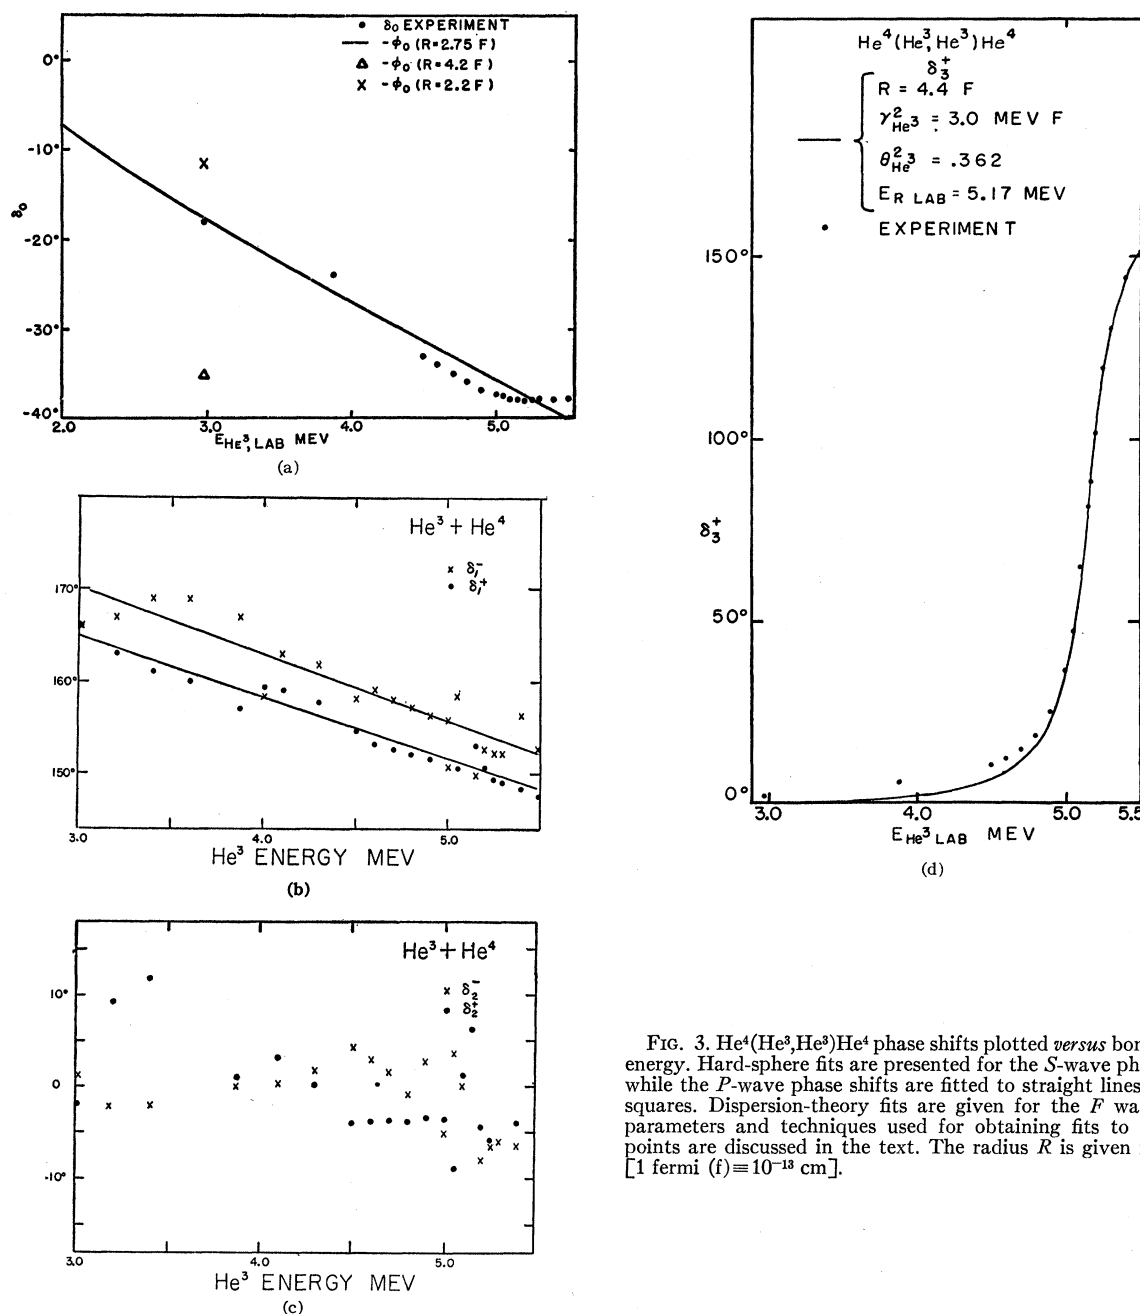 δ₀ EXPERIMENT
-ϕ₀ (R=2.75 F)
-ϕ₀ (R=4.2 F)
-ϕ₀ (R=2.2 F)
0°
-10°
-20°
-30°
-40°
δ₀
2.0 3.0 4.0 5.0
E_He³,LAB MEV
(a)
He³ + He⁴
δ₁⁻
δ₁⁺
170°
160°
150°
3.0 4.0 5.0
He³ ENERGY MEV
(b)
He³ + He⁴
δ₂⁻
δ₂⁺
10°
0
-10°
3.0 4.0 5.0
He³ ENERGY MEV
(c)
He⁴(He³,He³)He⁴
δ₃⁺
R = 4.4 F
γ²_He³ = 3.0 MEV F
θ²_He³ = .362
E_R LAB = 5.17 MEV
EXPERIMENT
150°
100°
50°
0°
δ₃⁺
3.0 4.0 5.0 5.5
E_He³ LAB MEV
(d)
FIG. 3. He⁴(He³,He³)He⁴ phase shifts plotted versus
energy. Hard-sphere fits are presented for the S-wave
while the P-wave phase shifts are fitted to straight lines
squares. Dispersion-theory fits are given for the F
parameters and techniques used for obtaining fits to
points are discussed in the text. The radius R is given
[1 fermi (f)≡10⁻¹³ cm].